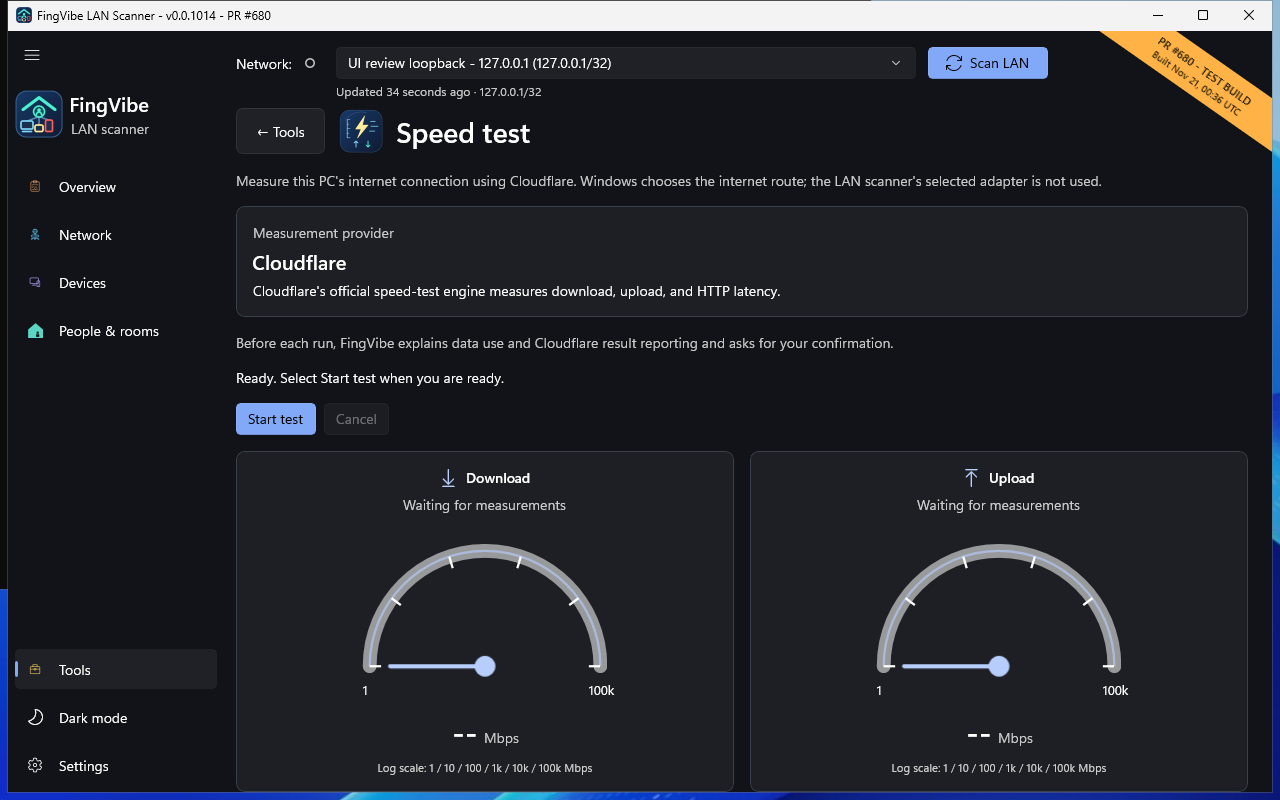 FingVibe LAN Scanner - v0.0.1014 - PR #680
PR #680 - TEST BUILD
Built Nov 21, 00:36 UTC
Network:
UI review loopback - 127.0.0.1 (127.0.0.1/32)
Scan LAN
Updated 34 seconds ago · 127.0.0.1/32
FingVibe
LAN scanner
Overview
Network
Devices
People & rooms
Tools
Dark mode
Settings
← Tools
Speed test
Measure this PC's internet connection using Cloudflare. Windows chooses the internet route; the LAN scanner's selected adapter is not used.
Measurement provider
Cloudflare
Cloudflare's official speed-test engine measures download, upload, and HTTP latency.
Before each run, FingVibe explains data use and Cloudflare result reporting and asks for your confirmation.
Ready. Select Start test when you are ready.
Start test
Cancel
Download
Waiting for measurements
1
100k
-- Mbps
Log scale: 1 / 10 / 100 / 1k / 10k / 100k Mbps
Upload
Waiting for measurements
1
100k
-- Mbps
Log scale: 1 / 10 / 100 / 1k / 10k / 100k Mbps